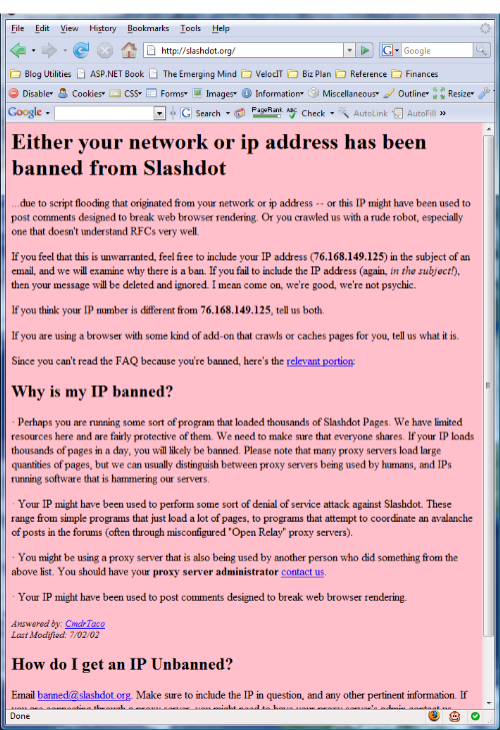 File Edit View History Bookmarks Tools Help
http://slashdot.org/ G Google
Blog Utilities ASP.NET Book The Emerging Mind VelocIT Biz Plan Reference Finances
Disable Cookies CSS Forms Images Information Miscellaneous Outline Resize
Google G Search PageRank ABC Check AutoLink AutoFill »
Either your network or ip address has been
banned from Slashdot
...due to script flooding that originated from your network or ip address -- or this IP might have been used to
post comments designed to break web browser rendering. Or you crawled us with a rude robot, especially
one that doesn't understand RFCs very well.
If you feel that this is unwarranted, feel free to include your IP address (76.168.149.125) in the subject of an
email, and we will examine why there is a ban. If you fail to include the IP address (again, in the subject!),
then your message will be deleted and ignored. I mean come on, we're good, we're not psychic.
If you think your IP number is different from 76.168.149.125, tell us both.
If you are using a browser with some kind of add-on that crawls or caches pages for you, tell us what it is.
Since you can't read the FAQ because you're banned, here's the relevant portion:
Why is my IP banned?
· Perhaps you are running some sort of program that loaded thousands of Slashdot Pages. We have limited
resources here and are fairly protective of them. We need to make sure that everyone shares. If your IP loads
thousands of pages in a day, you will likely be banned. Please note that many proxy servers load large
quantities of pages, but we can usually distinguish between proxy servers being used by humans, and IPs
running software that is hammering our servers.
· Your IP might have been used to perform some sort of denial of service attack against Slashdot. These
range from simple programs that just load a lot of pages, to programs that attempt to coordinate an avalanche
of posts in the forums (often through misconfigured "Open Relay" proxy servers).
· You might be using a proxy server that is also being used by another person who did something from the
above list. You should have your proxy server administrator contact us.
· Your IP might have been used to post comments designed to break web browser rendering.
Answered by: CmdrTaco
Last Modified: 7/02/02
How do I get an IP Unbanned?
Email banned@slashdot.org. Make sure to include the IP in question, and any other pertinent information. If
you are connecting through a proxy server, you might need to have your proxy server's admin contact us
Done